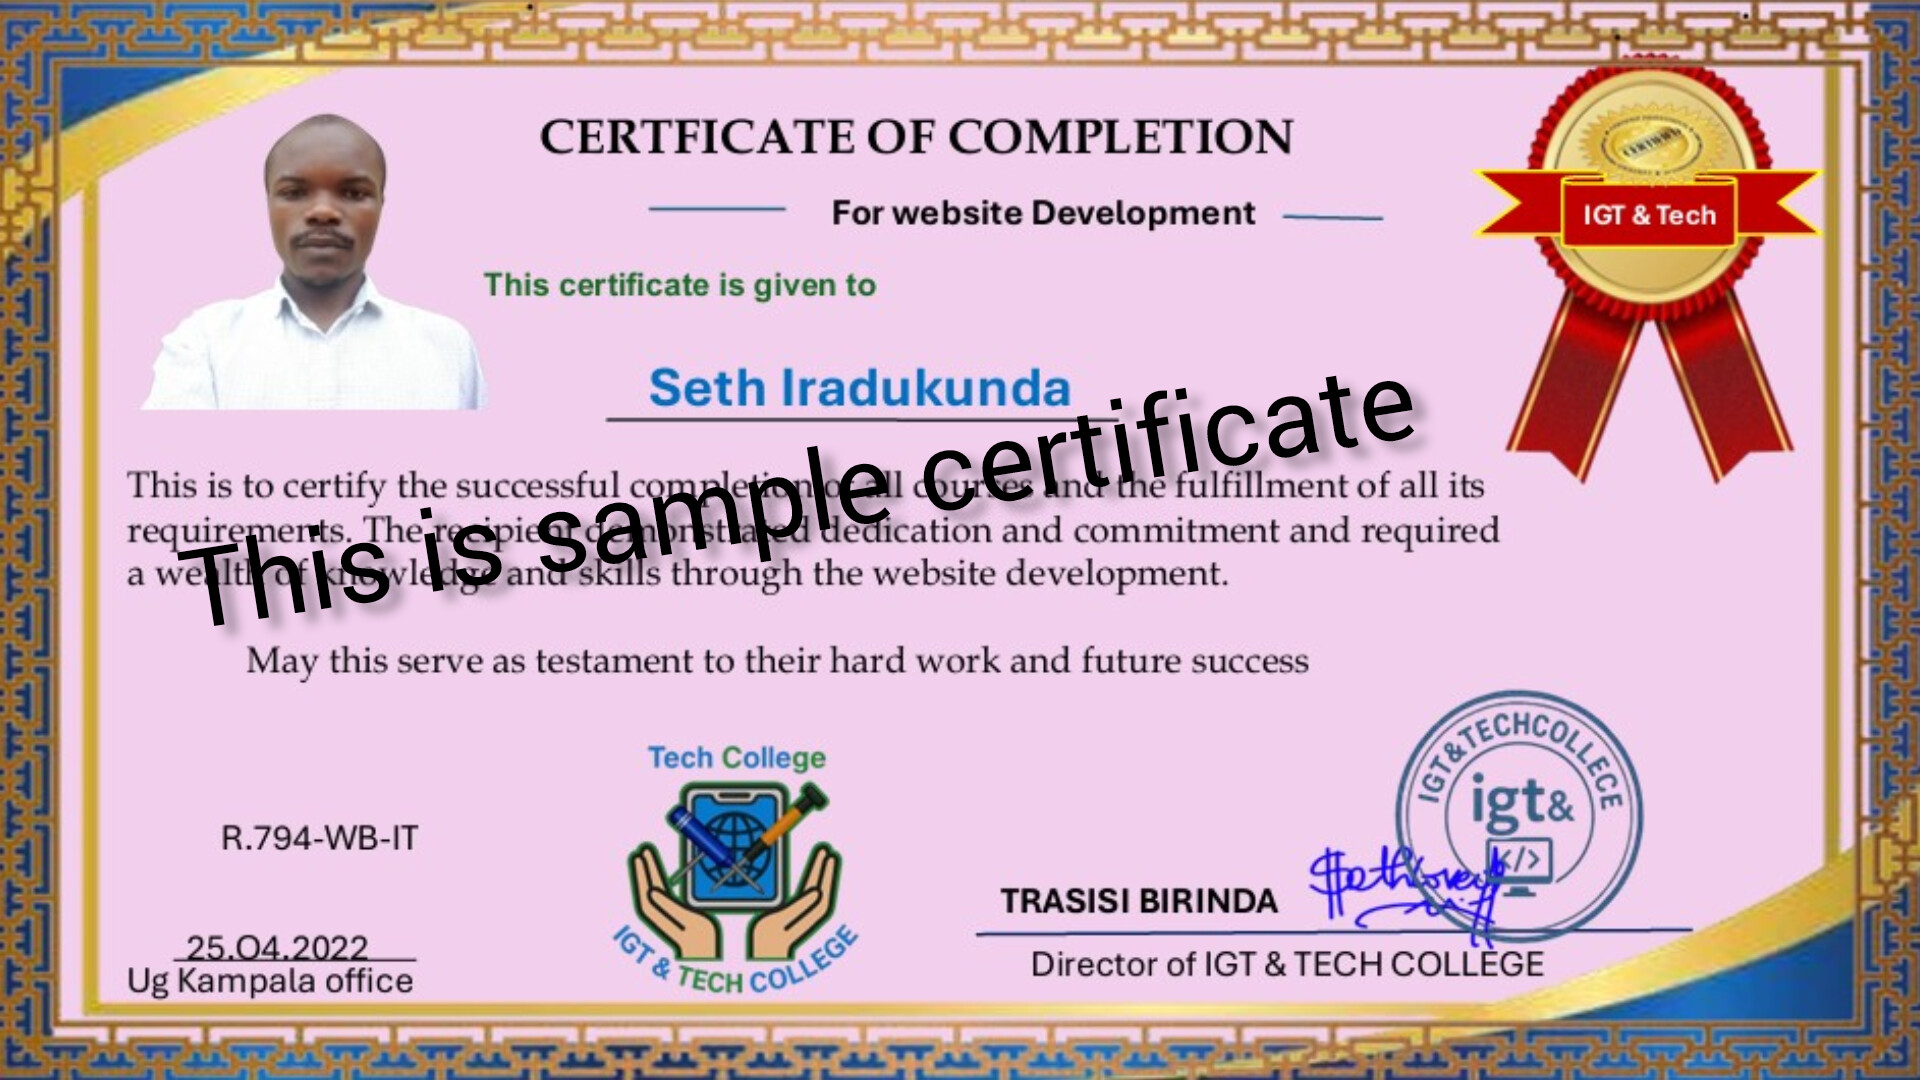 CERTFICATE OF COMPLETION
For website Development
This certificate is given to
Seth Iradukunda
This is sample certificate
This is to certify the successful completion of all courses and the fulfillment of all its
requirements. The recipient demonstrated dedication and commitment and required
a wealth of knowledge and skills through the website development.
May this serve as testament to their hard work and future success
CERTIFIED
IGT & Tech
R.794-WB-IT
25.O4.2022
Ug Kampala office
Tech College
IGT & TECH COLLEGE
TRASISI BIRINDA
Director of IGT & TECH COLLEGE
IGT&TECHCOLLECE
igt&
</>